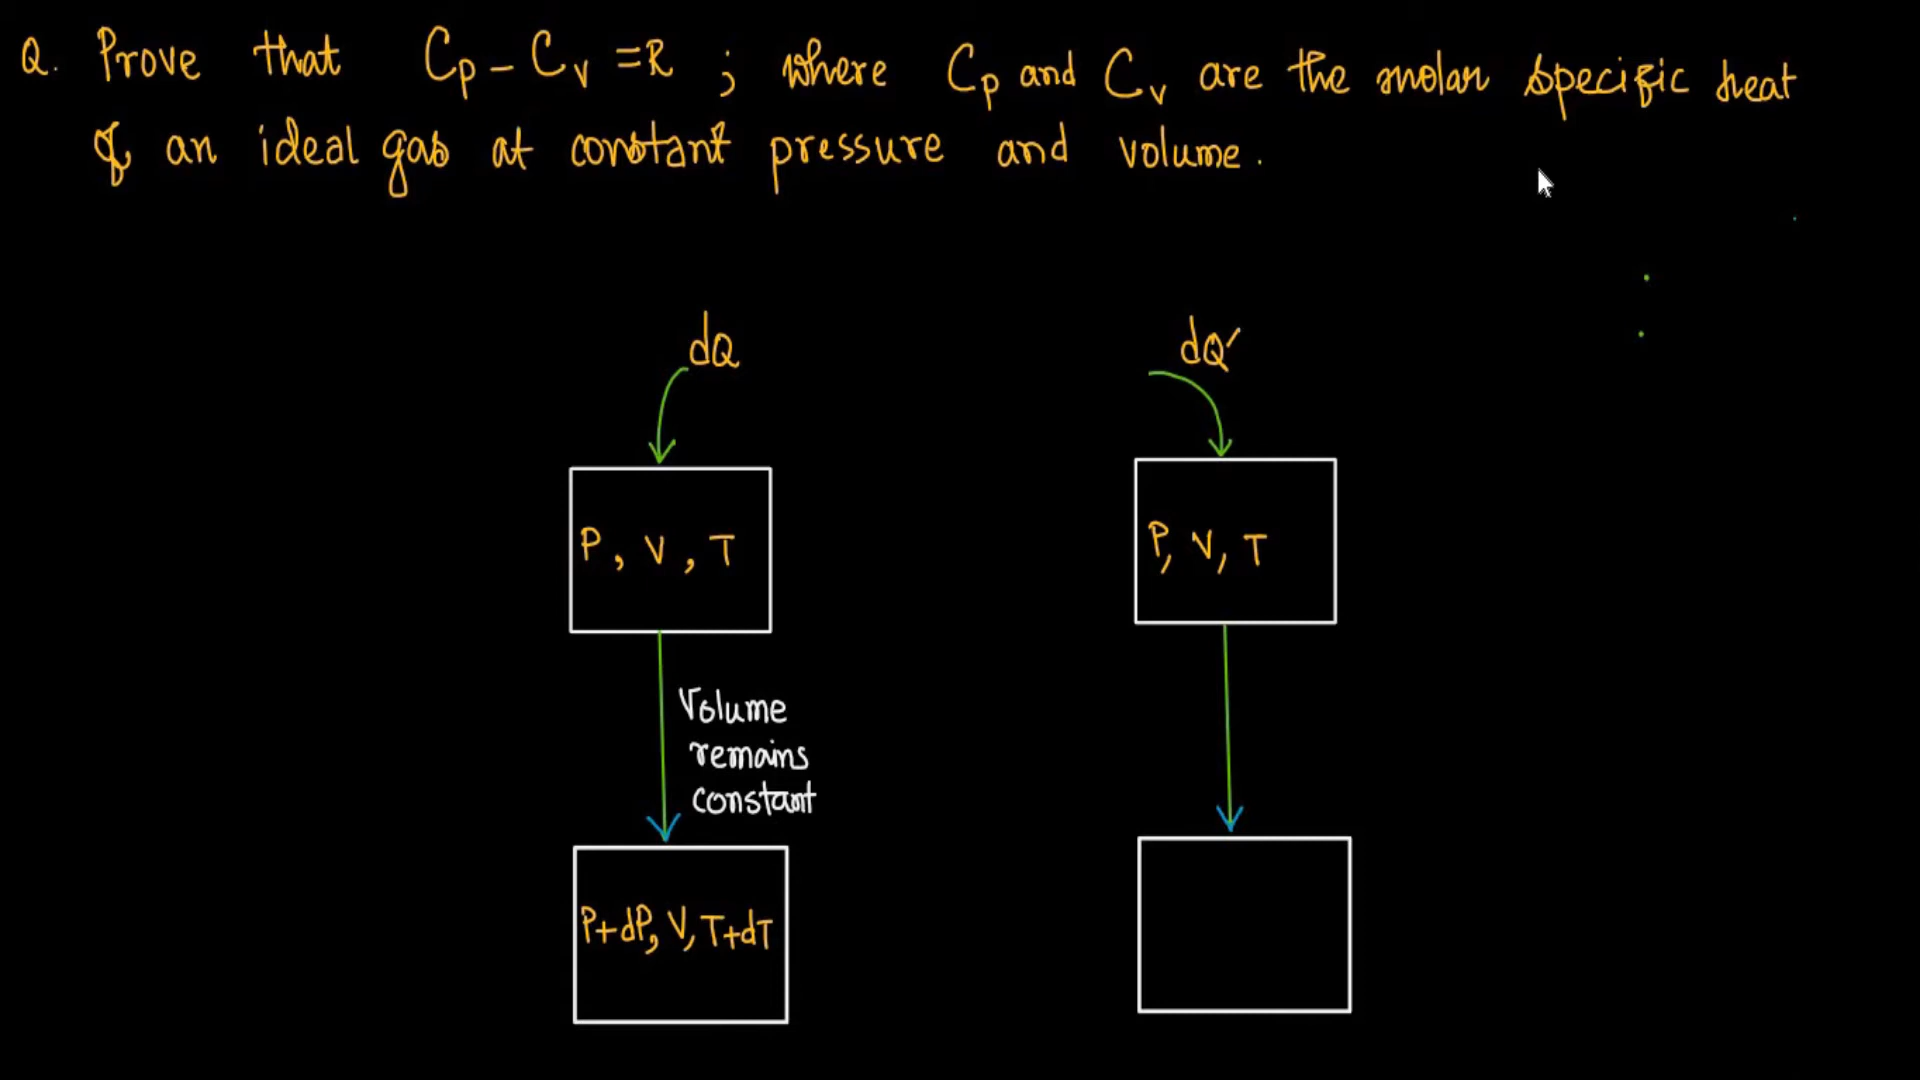 Q. Prove that Cp - Cv = R ; where Cp and Cv are the molar specific heat
of an ideal gas at constant pressure and volume.
dQ
dQ′
P, V, T
P, V, T
Volume
remains
constant
P+dP, V, T+dT